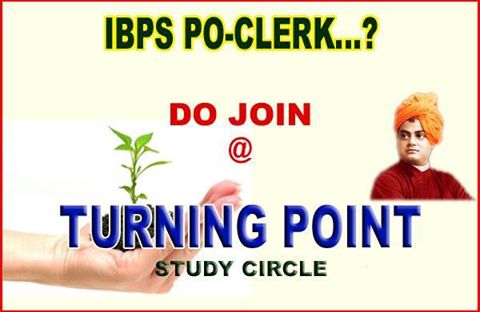 IBPS PO-CLERK...?
DO JOIN
@
TURNING POINT
STUDY CIRCLE